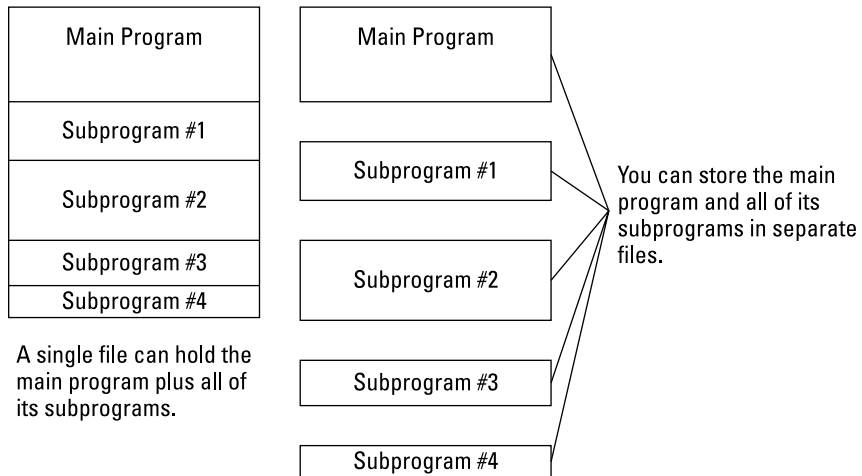 Main Program
Subprogram #1
Subprogram #2
Subprogram #3
Subprogram #4
A single file can hold the
main program plus all of
its subprograms.
Main Program
Subprogram #1
Subprogram #2
Subprogram #3
Subprogram #4
You can store the main
program and all of its
subprograms in separate
files.